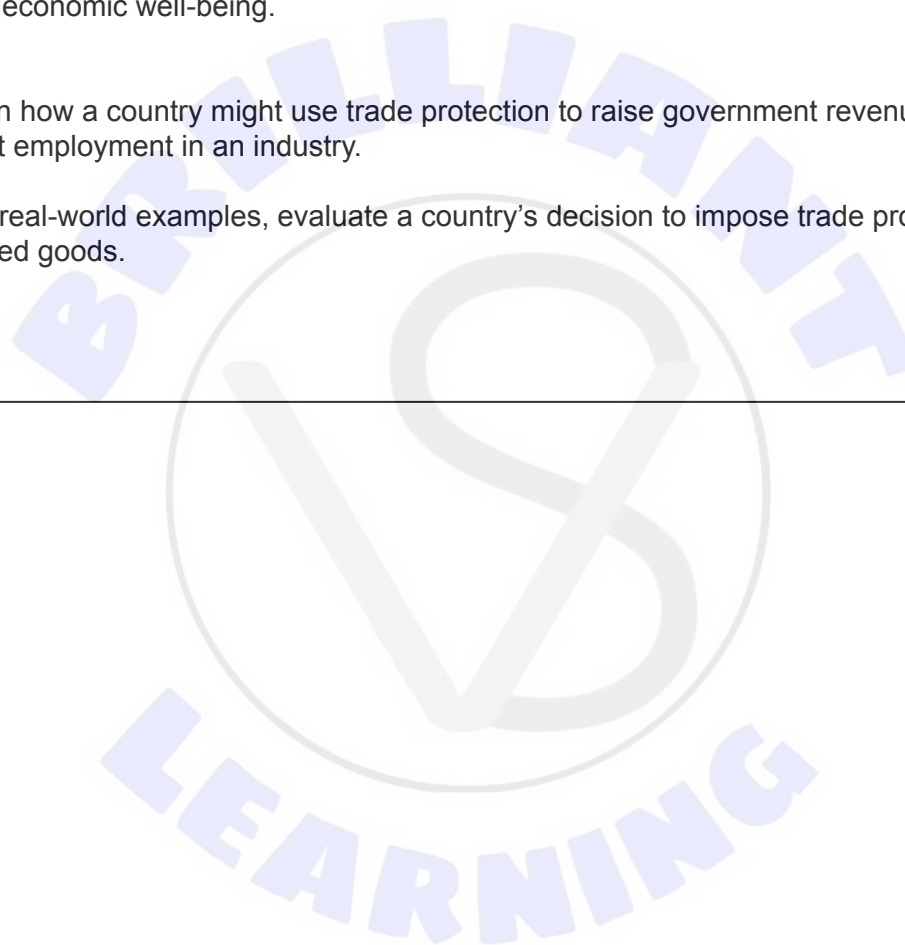 economic well-being.
n how a country might use trade protection to raise government revenu
t employment in an industry.
real-world examples, evaluate a country’s decision to impose trade pro
ed goods.
BRILLIANT
VS
LEARNING